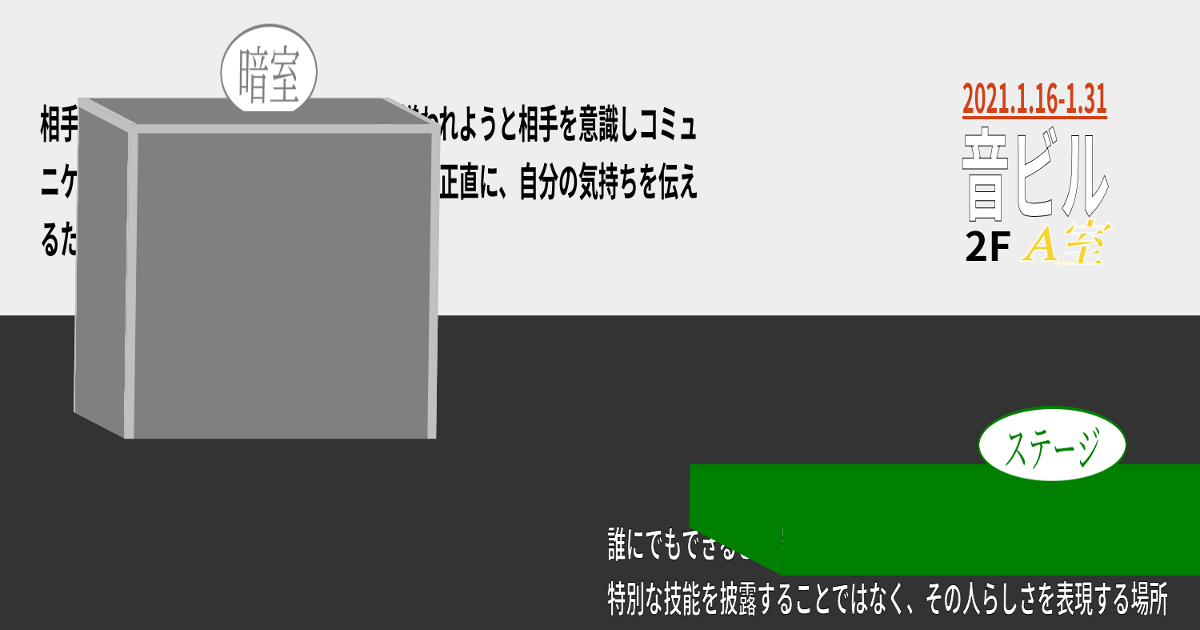 暗室
相手 われようと相手を意識しコミュ
ニケ 正直に、自分の気持ちを伝え
るた
2021.1.16-1.31
音ビル
2F A室
ステージ
誰にでもできる
特別な技能を披露することではなく、その人らしさを表現する場所